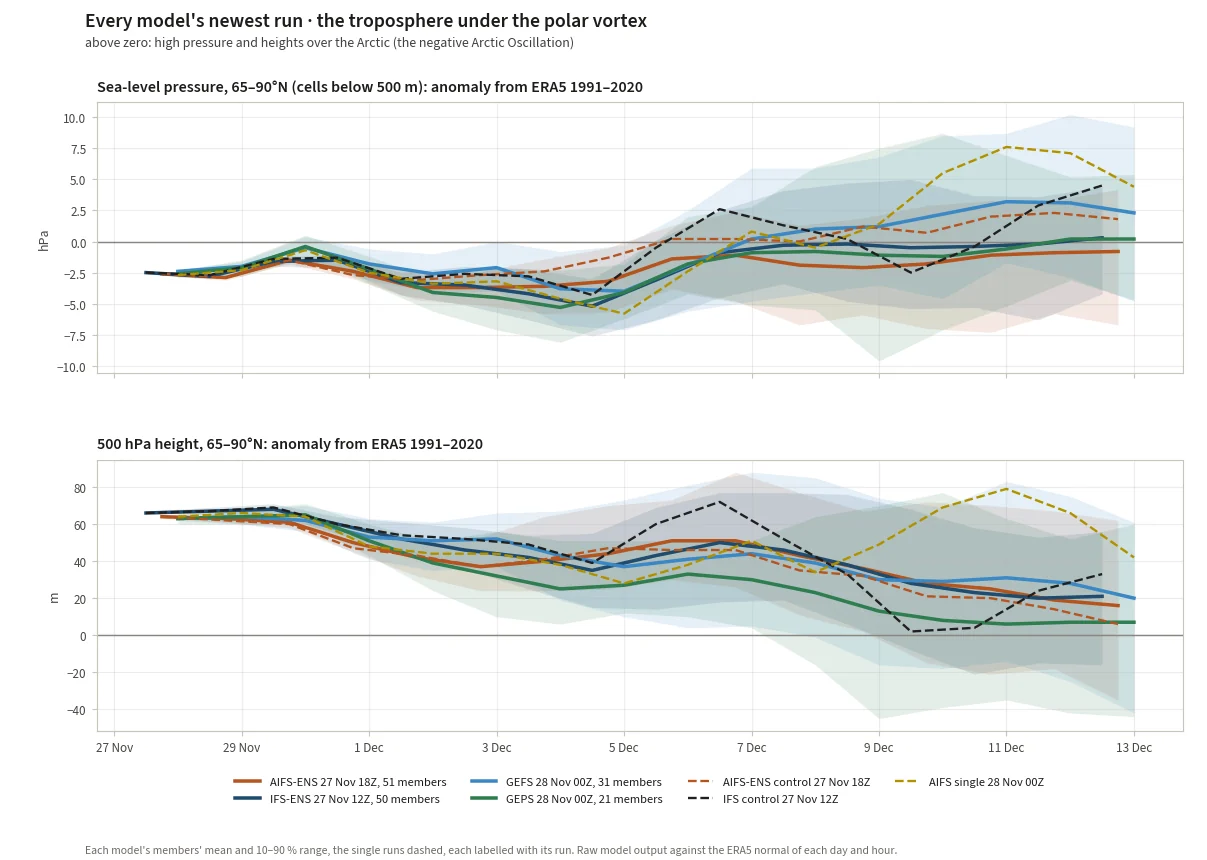 Every model's newest run · the troposphere under the polar vortex
above zero: high pressure and heights over the Arctic (the negative Arctic Oscillation)
Sea-level pressure, 65–90°N (cells below 500 m): anomaly from ERA5 1991–2020
10.0
7.5
5.0
2.5
0.0
−2.5
−5.0
−7.5
−10.0
hPa
500 hPa height, 65–90°N: anomaly from ERA5 1991–2020
80
60
40
20
0
−20
−40
m
27 Nov 29 Nov 1 Dec 3 Dec 5 Dec 7 Dec 9 Dec 11 Dec 13 Dec
AIFS-ENS 27 Nov 18Z, 51 members GEFS 28 Nov 00Z, 31 members AIFS-ENS control 27 Nov 18Z AIFS single 28 Nov 00Z
IFS-ENS 27 Nov 12Z, 50 members GEPS 28 Nov 00Z, 21 members IFS control 27 Nov 12Z
Each model's members' mean and 10–90 % range, the single runs dashed, each labelled with its run. Raw model output against the ERA5 normal of each day and hour.